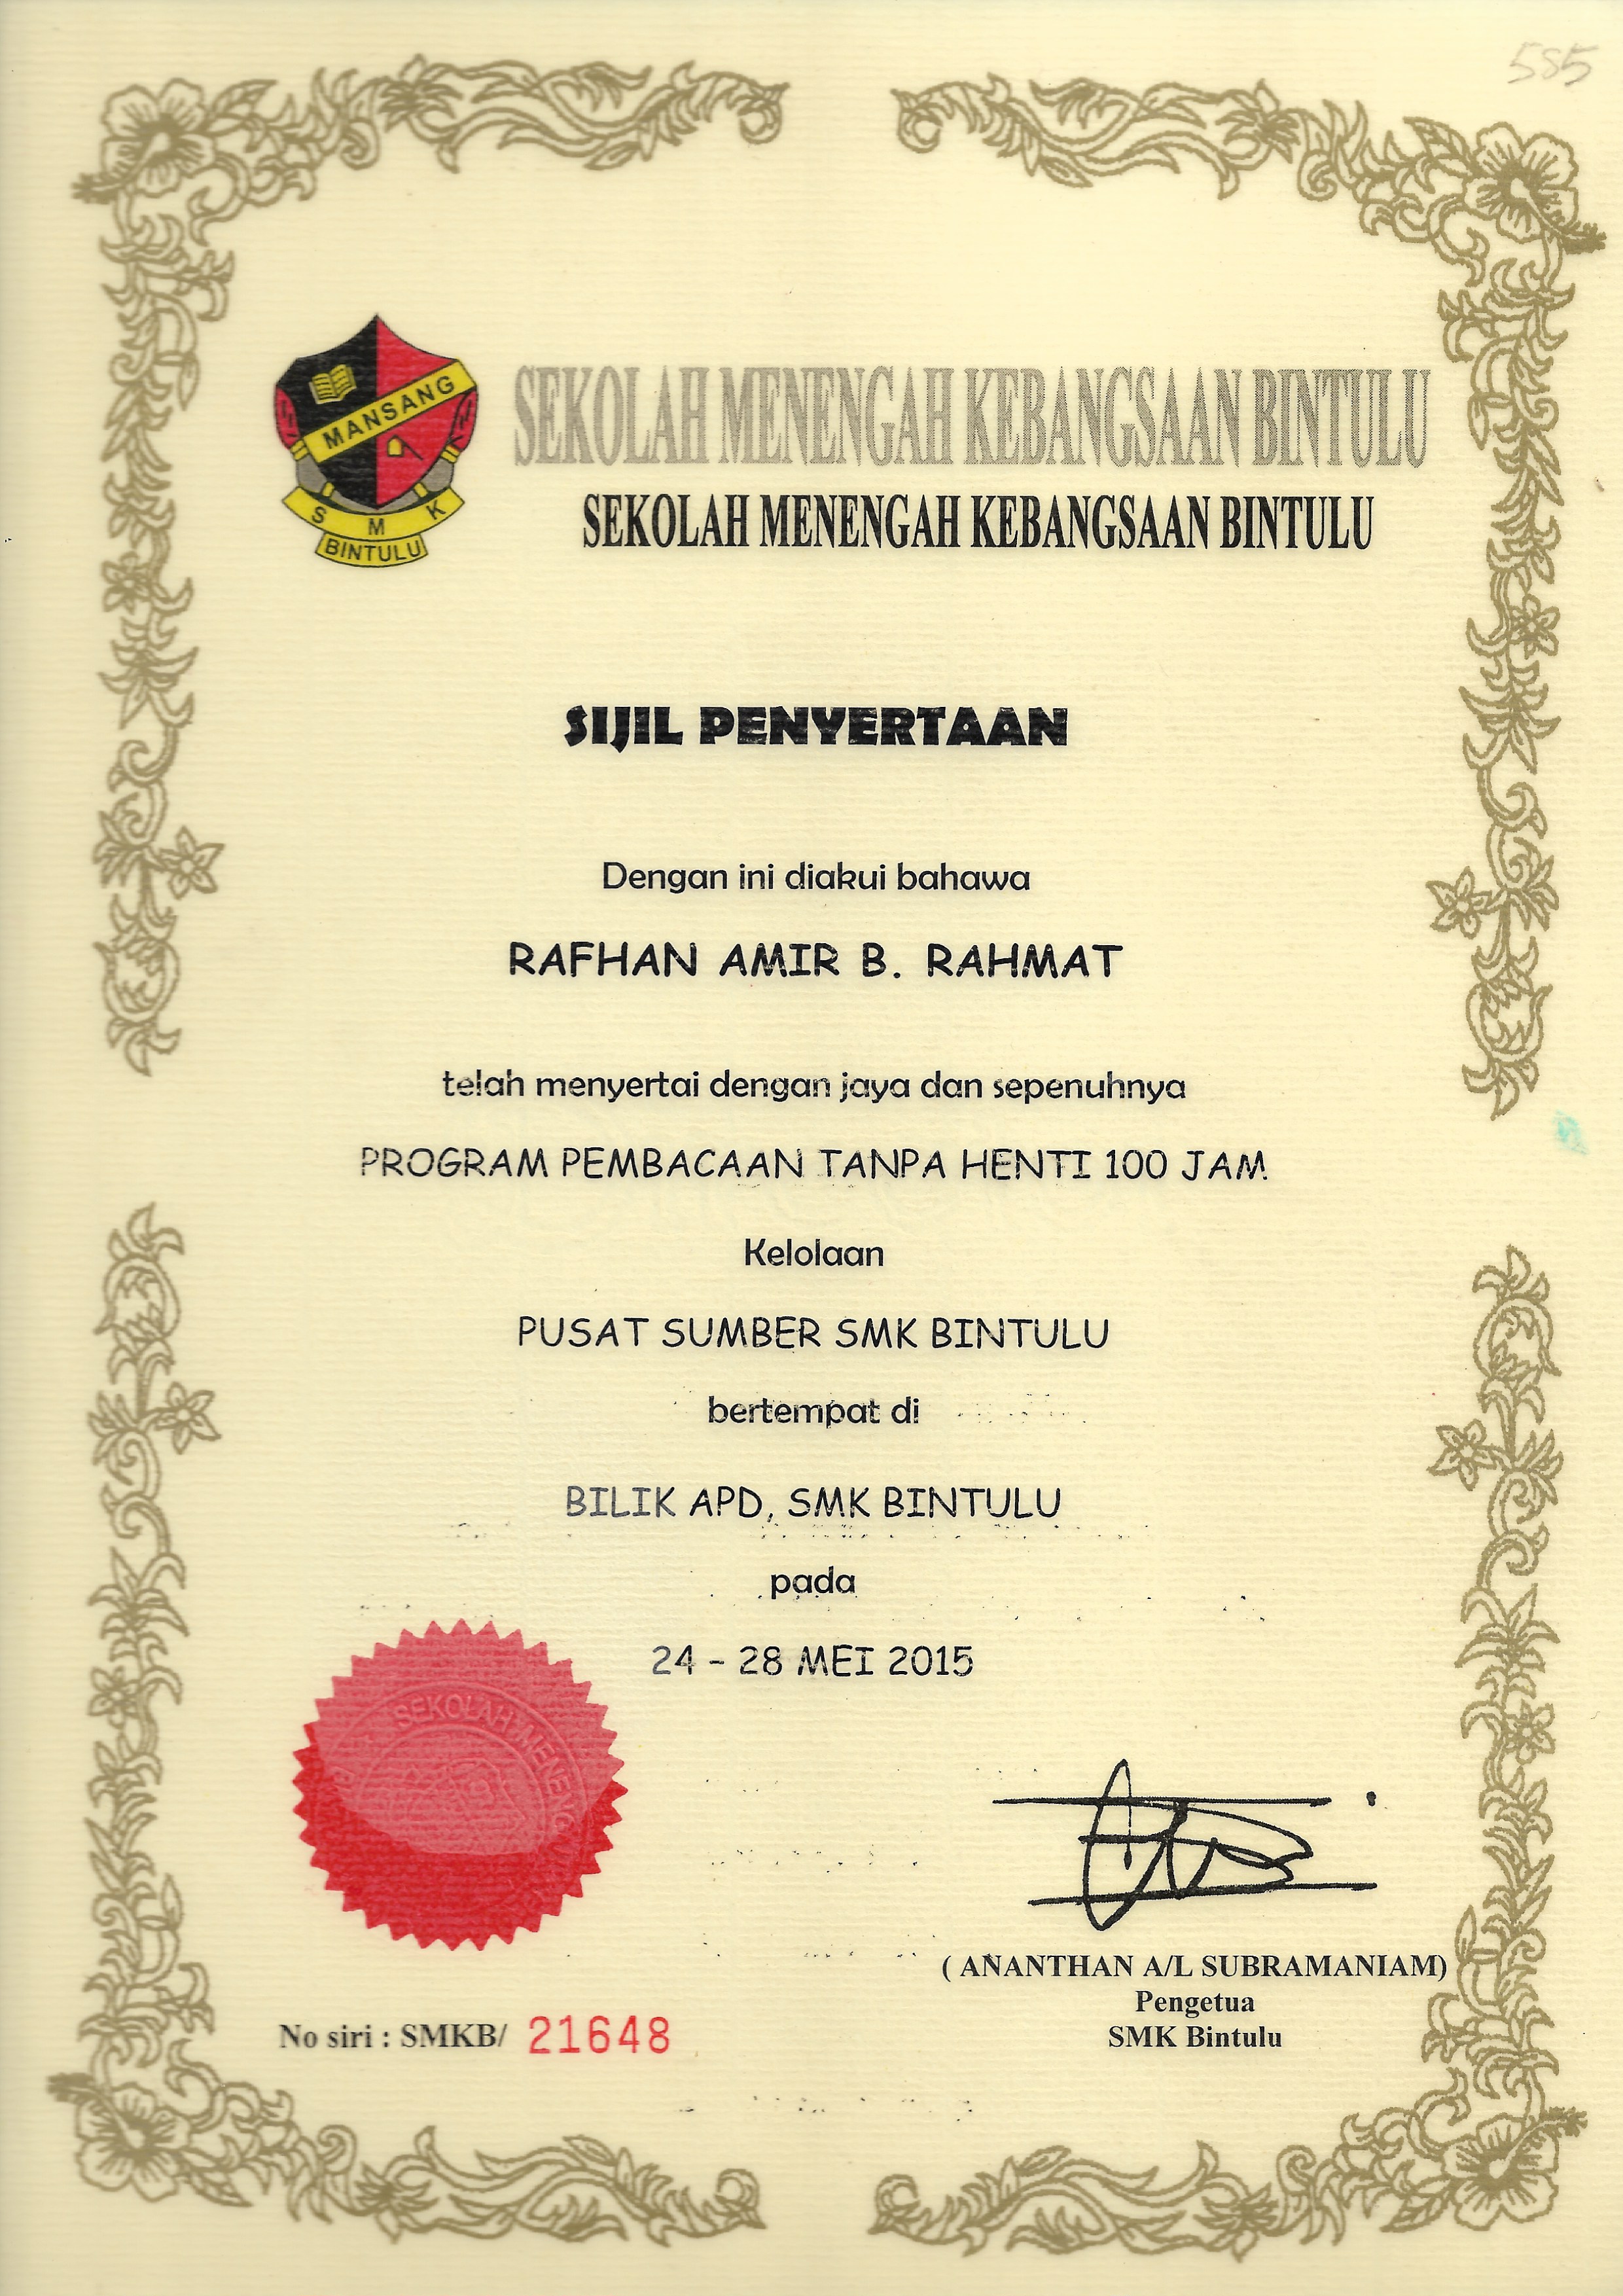 585
MANSANG
S M K
BINTULU
SEKOLAH MENENGAH KEBANGSAAN BINTULU
SEKOLAH MENENGAH KEBANGSAAN BINTULU
SIJIL PENYERTAAN
Dengan ini diakui bahawa
RAFHAN AMIR B. RAHMAT
telah menyertai dengan jaya dan sepenuhnya
PROGRAM PEMBACAAN TANPA HENTI 100 JAM
Kelolaan
PUSAT SUMBER SMK BINTULU
bertempat di
BILIK APD, SMK BINTULU
pada
24 - 28 MEI 2015
SEKOLAH MENENG
( ANANTHAN A/L SUBRAMANIAM)
Pengetua
SMK Bintulu
No siri : SMKB/ 21648